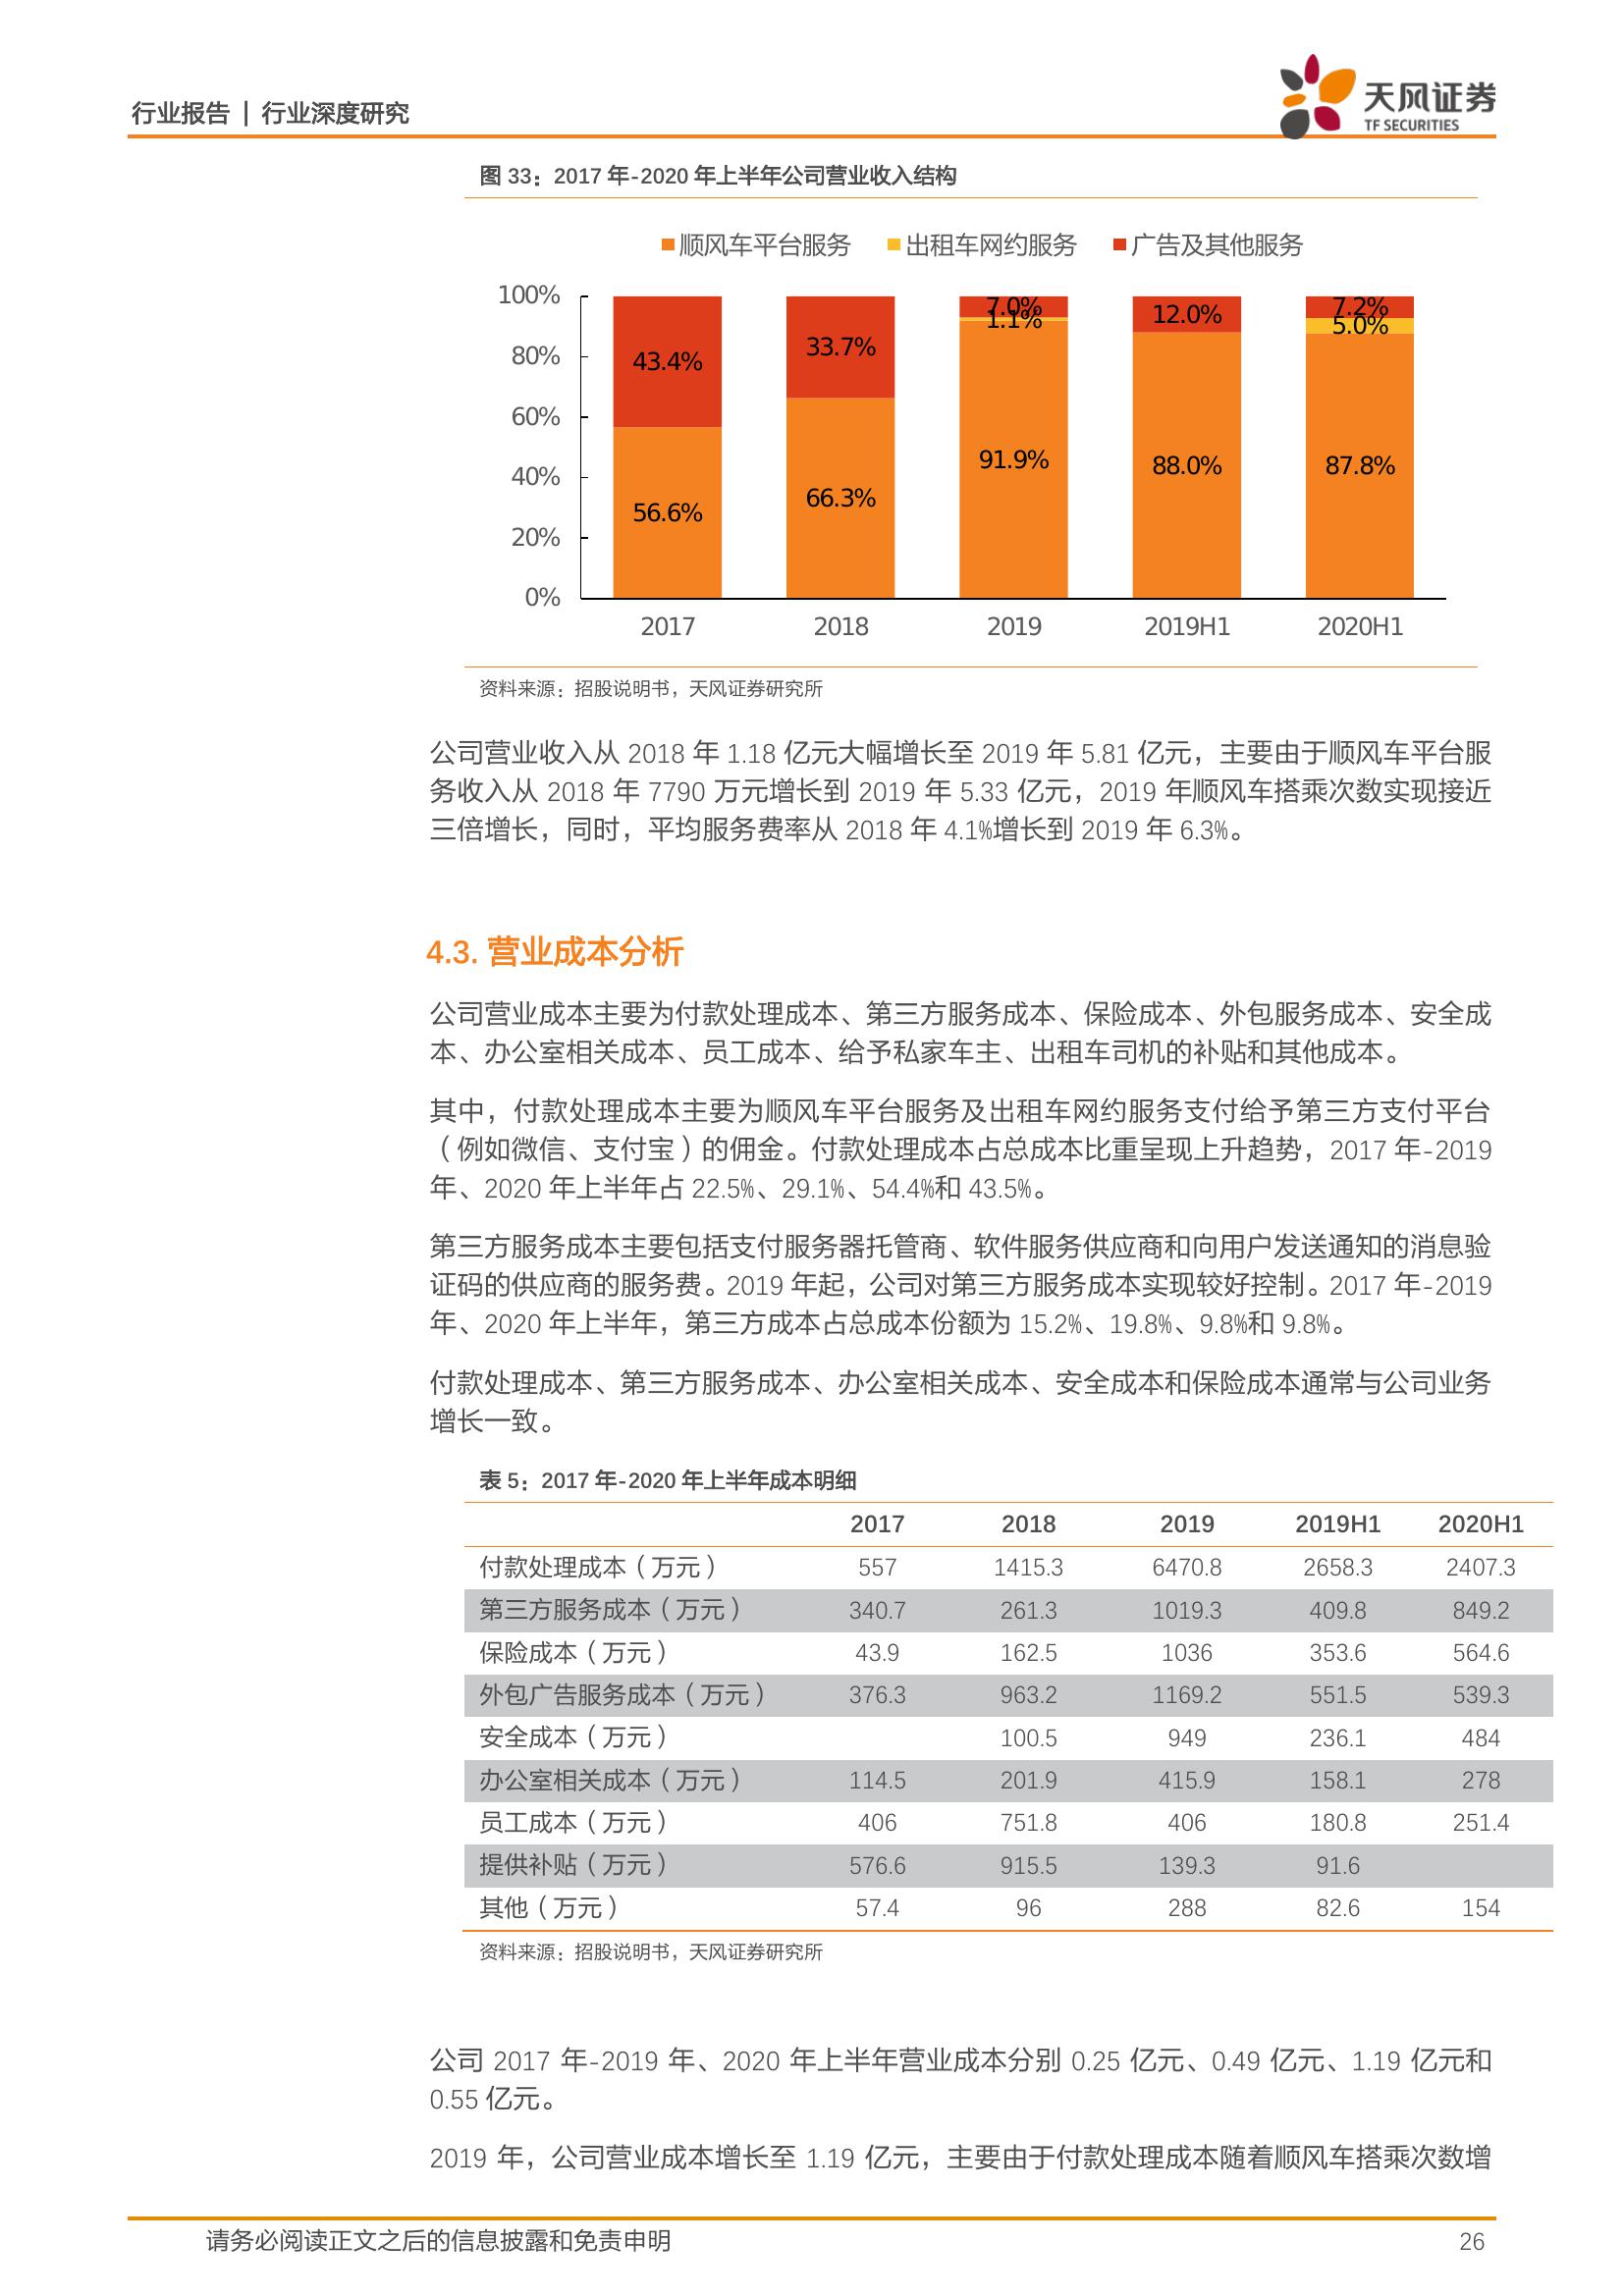 行业报告 | 行业深度研究
天风证券
TF SECURITIES
图 33：2017 年-2020 年上半年公司营业收入结构
顺风车平台服务 出租车网约服务 广告及其他服务
100%
80%
60%
40%
20%
0%
43.4% 33.7% 7.0% 12.0% 7.2%
1.1% 5.0%
56.6% 66.3% 91.9% 88.0% 87.8%
2017 2018 2019 2019H1 2020H1
资料来源：招股说明书，天风证券研究所
公司营业收入从 2018 年 1.18 亿元大幅增长至 2019 年 5.81 亿元，主要由于顺风车平台服
务收入从 2018 年 7790 万元增长到 2019 年 5.33 亿元，2019 年顺风车搭乘次数实现接近
三倍增长，同时，平均服务费率从 2018 年 4.1%增长到 2019 年 6.3%。
4.3. 营业成本分析
公司营业成本主要为付款处理成本、第三方服务成本、保险成本、外包服务成本、安全成
本、办公室相关成本、员工成本、给予私家车主、出租车司机的补贴和其他成本。
其中，付款处理成本主要为顺风车平台服务及出租车网约服务支付给予第三方支付平台
（例如微信、支付宝）的佣金。付款处理成本占总成本比重呈现上升趋势，2017 年-2019
年、2020 年上半年占 22.5%、29.1%、54.4%和 43.5%。
第三方服务成本主要包括支付服务器托管商、软件服务供应商和向用户发送通知的消息验
证码的供应商的服务费。2019 年起，公司对第三方服务成本实现较好控制。2017 年-2019
年、2020 年上半年，第三方成本占总成本份额为 15.2%、19.8%、9.8%和 9.8%。
付款处理成本、第三方服务成本、办公室相关成本、安全成本和保险成本通常与公司业务
增长一致。
表 5：2017 年-2020 年上半年成本明细
2017 2018 2019 2019H1 2020H1
付款处理成本（万元） 557 1415.3 6470.8 2658.3 2407.3
第三方服务成本（万元） 340.7 261.3 1019.3 409.8 849.2
保险成本（万元） 43.9 162.5 1036 353.6 564.6
外包广告服务成本（万元） 376.3 963.2 1169.2 551.5 539.3
安全成本（万元） 100.5 949 236.1 484
办公室相关成本（万元） 114.5 201.9 415.9 158.1 278
员工成本（万元） 406 751.8 406 180.8 251.4
提供补贴（万元） 576.6 915.5 139.3 91.6
其他（万元） 57.4 96 288 82.6 154
资料来源：招股说明书，天风证券研究所
公司 2017 年-2019 年、2020 年上半年营业成本分别 0.25 亿元、0.49 亿元、1.19 亿元和
0.55 亿元。
2019 年，公司营业成本增长至 1.19 亿元，主要由于付款处理成本随着顺风车搭乘次数增
请务必阅读正文之后的信息披露和免责申明 26